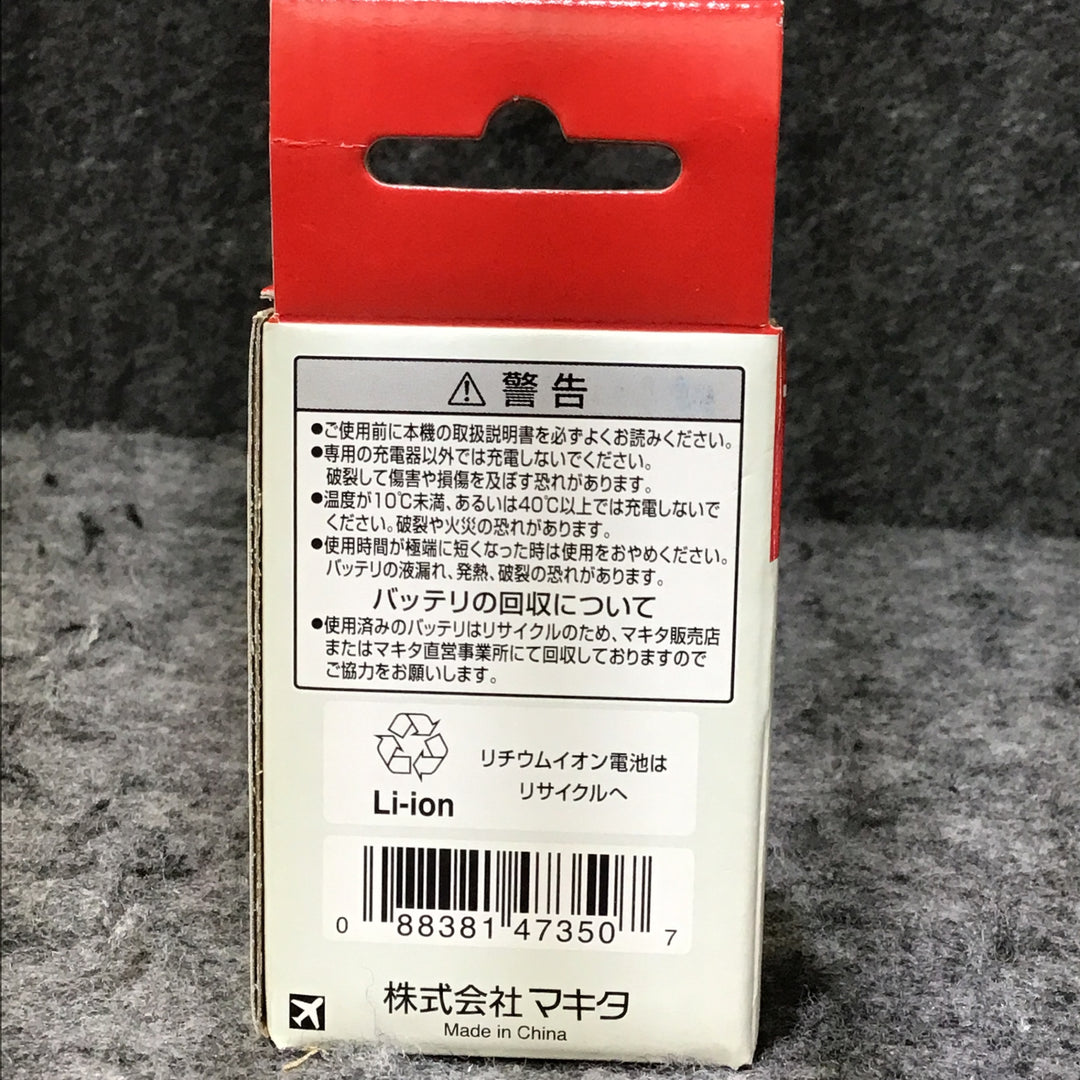 警告
●ご使用前に本機の取扱説明書を必ずよくお読みください。
●専用の充電器以外では充電しないでください。
破裂して傷害や損傷を及ぼす恐れがあります。
●温度が10℃未満、あるいは40℃以上では充電しないで
ください。破裂や火災の恐れがあります。
●使用時間が極端に短くなった時は使用をおやめください。
バッテリの液漏れ、発熱、破裂の恐れがあります。
バッテリの回収について
●使用済みのバッテリはリサイクルのため、マキタ販売店
またはマキタ直営事業所にて回収しておりますので
ご協力をお願いします。
リチウムイオン電池は
リサイクルへ
Li-ion
0 88381 47350 7
株式会社マキタ
Made in China